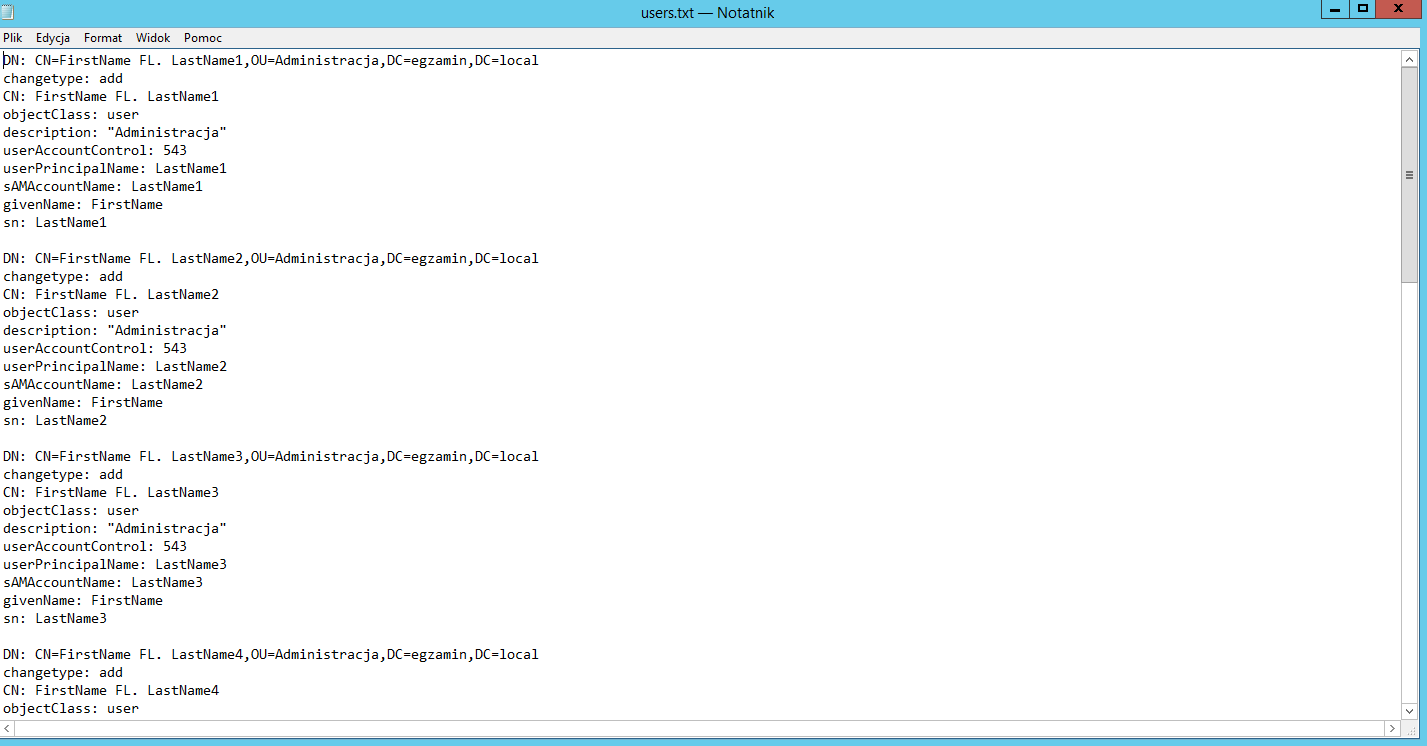 users.txt — Notatnik
Plik Edycja Format Widok Pomoc
DN: CN=FirstName FL. LastName1,OU=Administracja,DC=egzamin,DC=local
changetype: add
CN: FirstName FL. LastName1
objectClass: user
description: "Administracja"
userAccountControl: 543
userPrincipalName: LastName1
sAMAccountName: LastName1
givenName: FirstName
sn: LastName1

DN: CN=FirstName FL. LastName2,OU=Administracja,DC=egzamin,DC=local
changetype: add
CN: FirstName FL. LastName2
objectClass: user
description: "Administracja"
userAccountControl: 543
userPrincipalName: LastName2
sAMAccountName: LastName2
givenName: FirstName
sn: LastName2

DN: CN=FirstName FL. LastName3,OU=Administracja,DC=egzamin,DC=local
changetype: add
CN: FirstName FL. LastName3
objectClass: user
description: "Administracja"
userAccountControl: 543
userPrincipalName: LastName3
sAMAccountName: LastName3
givenName: FirstName
sn: LastName3

DN: CN=FirstName FL. LastName4,OU=Administracja,DC=egzamin,DC=local
changetype: add
CN: FirstName FL. LastName4
objectClass: user